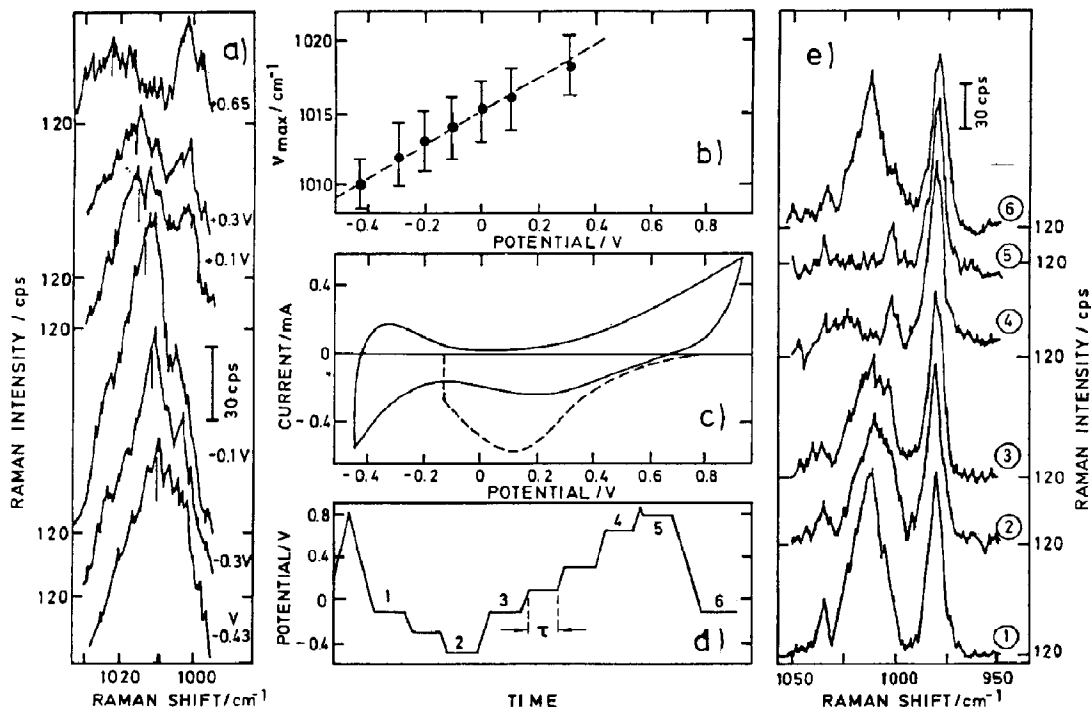 a)
+0.65
120
+0.3V
+0.1V
120
120
30 cps
-0.1V
120
-0.3V
120
V
-0.43
RAMAN INTENSITY / cps
1020 1000
RAMAN SHIFT/cm⁻¹
b)
1020
1015
1010
νmax/cm⁻¹
-0.4 -0.2 0 0.2 0.4 0.6 0.8
POTENTIAL/V
c)
0.4
0
-0.4
CURRENT/mA
-0.4 -0.2 0 0.2 0.4 0.6 0.8
POTENTIAL/V
d)
0.8
0.4
0
-0.4
POTENTIAL/V
1 2 3 4 5 6
τ
TIME
e)
30 cps
6
120
5
120
4
120
3
120
2
120
1
120
RAMAN INTENSITY / cps
1050 1000 950
RAMAN SHIFT/cm⁻¹